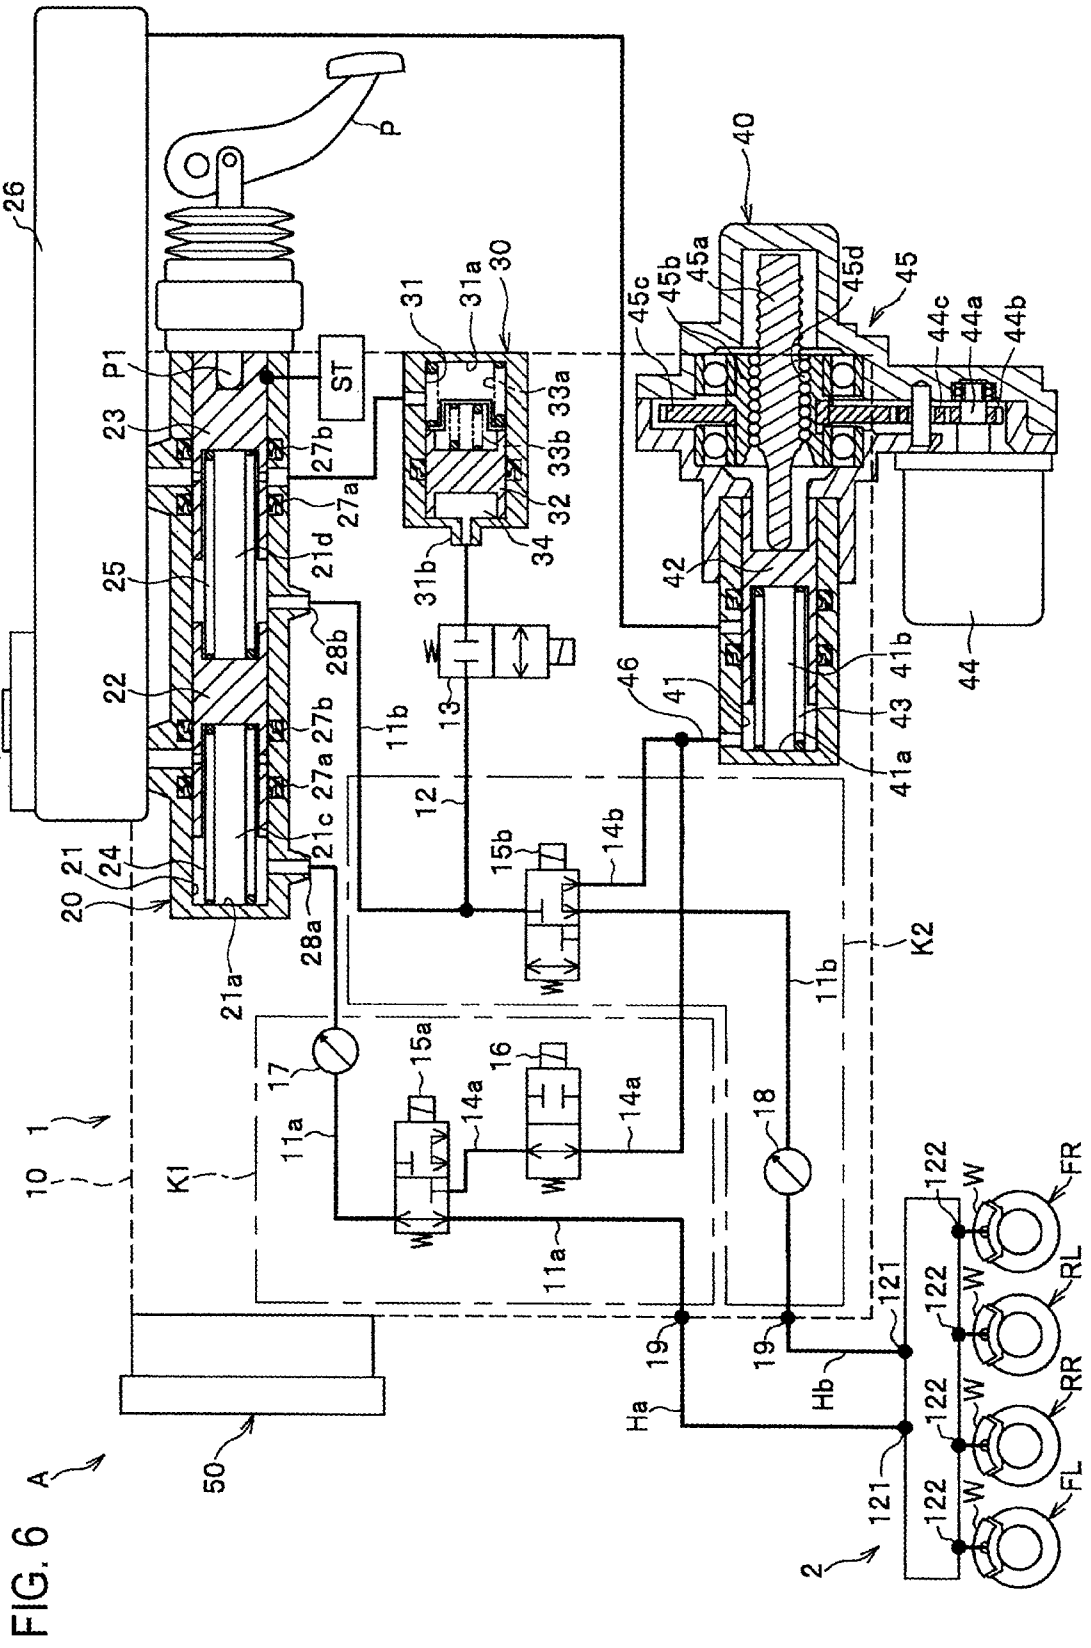 FIG. 6
A
1
10
26
P
20
21
24
22
25
23
P1
21a
28a
21c
27a
27b
28b
21d
27a
27b
ST
31
31a
30
33a
33b
32
34
31b
13
12
11b
40
45a
45b
45c
45d
45
44c
44a
44b
44
42
41
46
41b
43
41a
15b
14b
K2
11b
17
15a
16
14a
14a
11a
K1
11a
18
50
19
19
Ha
Hb
121
121
2
122
122
122
122
W
W
W
W
FL
RR
RL
FR